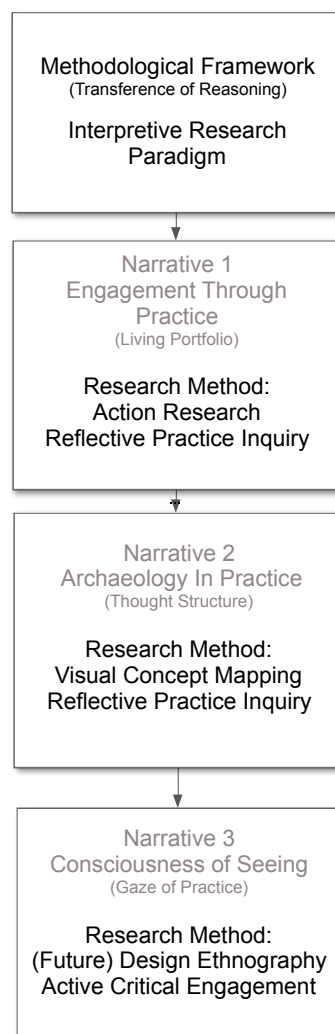 Methodological Framework
(Transference of Reasoning)
Interpretive Research
Paradigm
Narrative 1
Engagement Through
Practice
(Living Portfolio)
Research Method:
Action Research
Reflective Practice Inquiry
Narrative 2
Archaeology In Practice
(Thought Structure)
Research Method:
Visual Concept Mapping
Reflective Practice Inquiry
Narrative 3
Consciousness of Seeing
(Gaze of Practice)
Research Method:
(Future) Design Ethnography
Active Critical Engagement